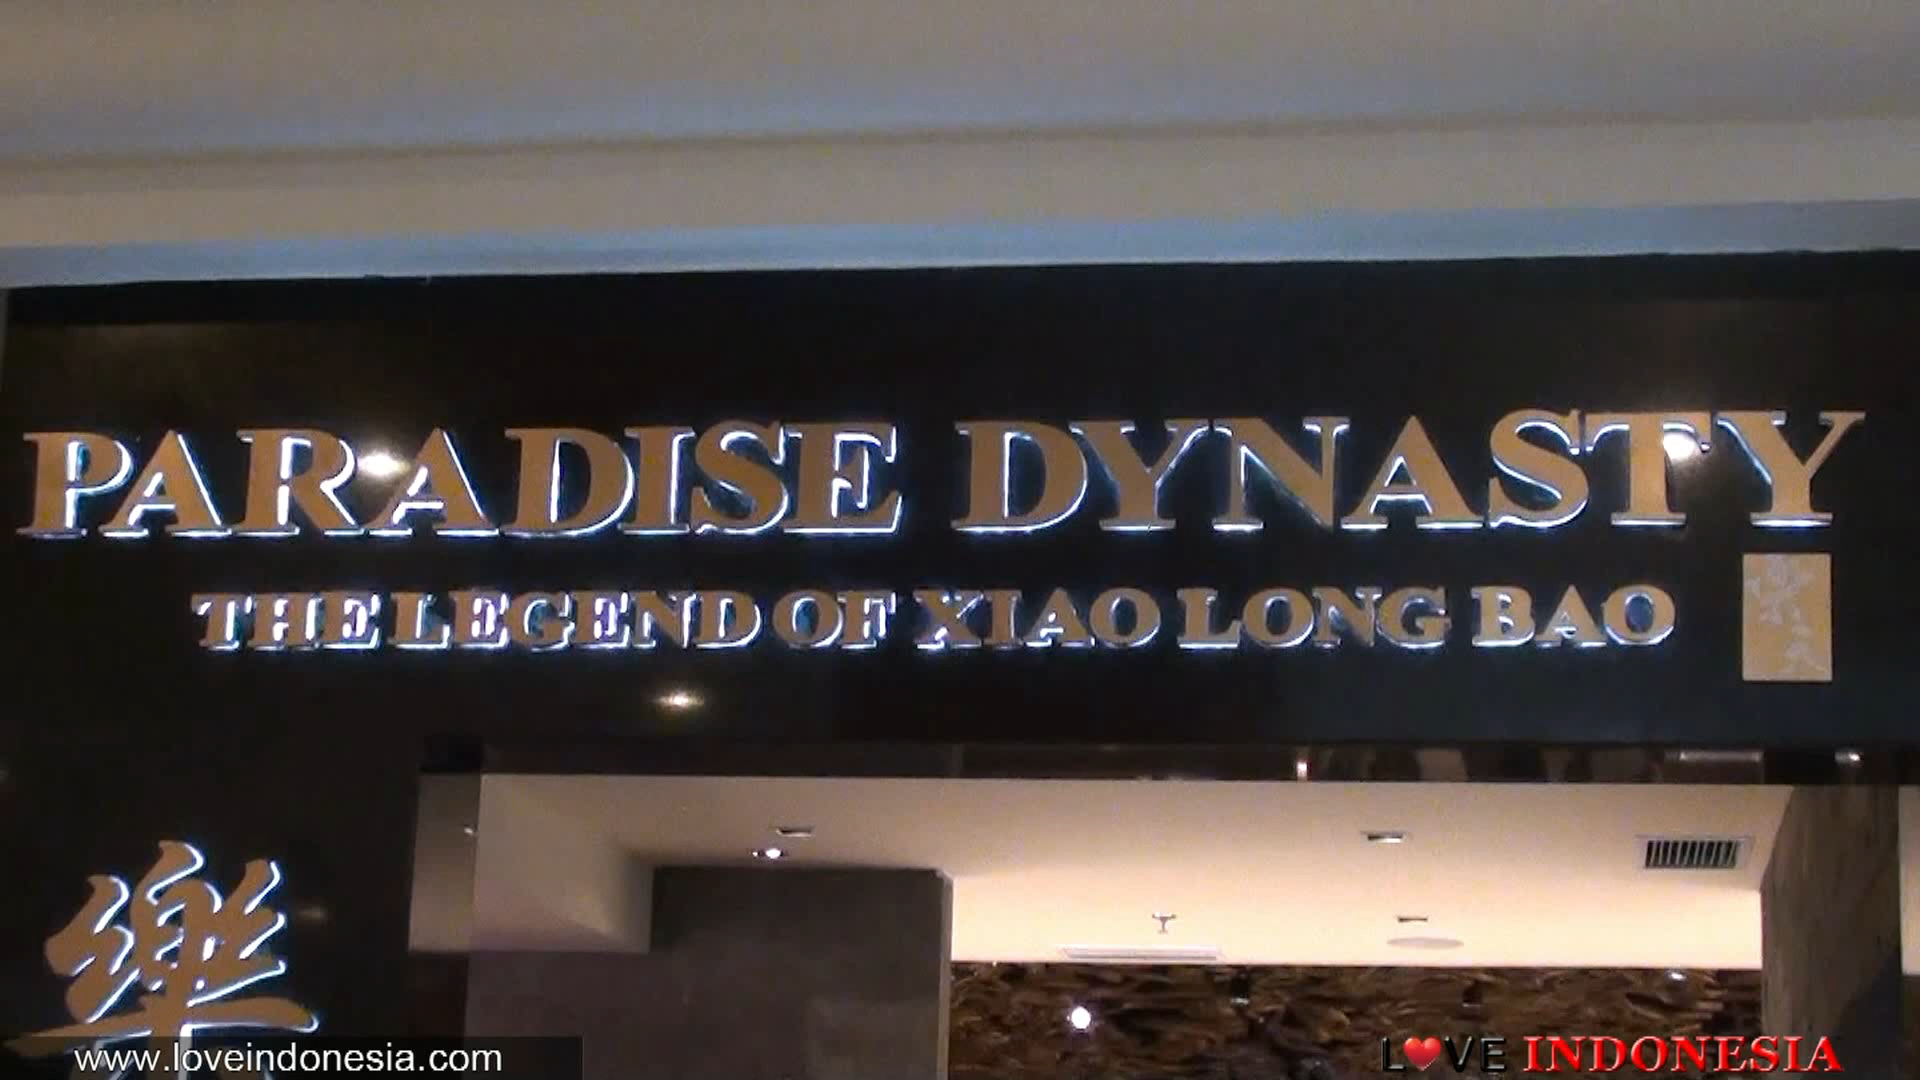 PARADISE DYNASTY
THE LEGEND OF XIAO LONG BAO
樂
www.loveindonesia.com
LOVE INDONESIA